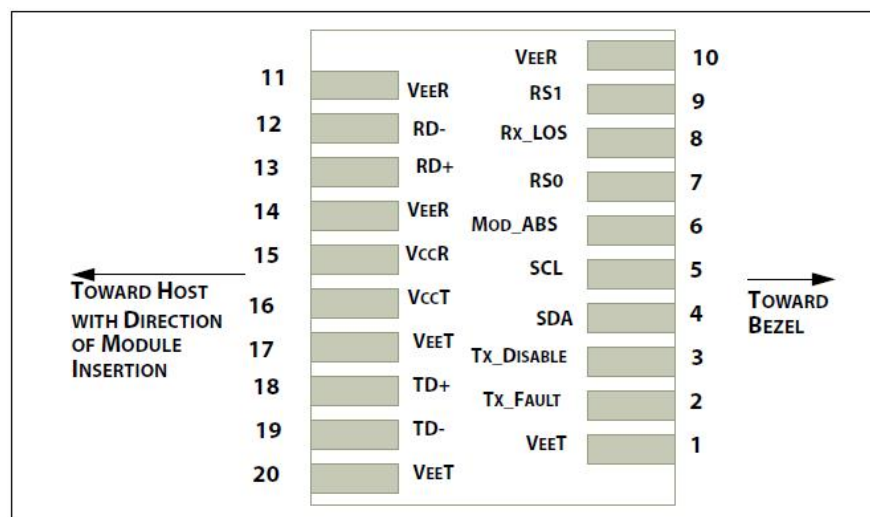 VEER 10
11 VEER
RS1 9
12 RD-
RX_LOS 8
13 RD+
RS0 7
14 VEER
MOD_ABS 6
15 VCCR
SCL 5
16 VCCT
SDA 4
17 VEET
TX_DISABLE 3
18 TD+
TX_FAULT 2
19 TD-
VEET 1
20 VEET
TOWARD HOST
WITH DIRECTION
OF MODULE
INSERTION
TOWARD
BEZEL